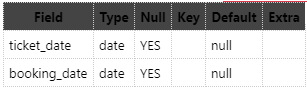 Field Type Null Key Default Extra
ticket_date date YES null
booking_date date YES null